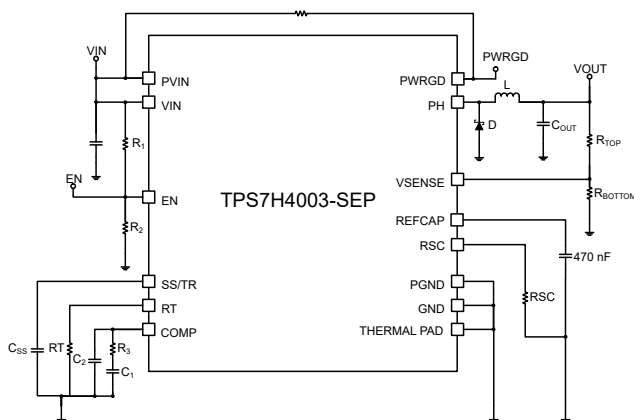 VIN
PWRGD
VOUT
PVIN
PWRGD
L
VIN
PH
D
COUT
R1
RTOP
EN
VSENSE
EN
TPS7H4003-SEP
RBOTTOM
REFCAP
R2
RSC
470 nF
SS/TR
PGND
RSC
RT
GND
COMP
THERMAL PAD
CSS
RT
C2
R3
C1